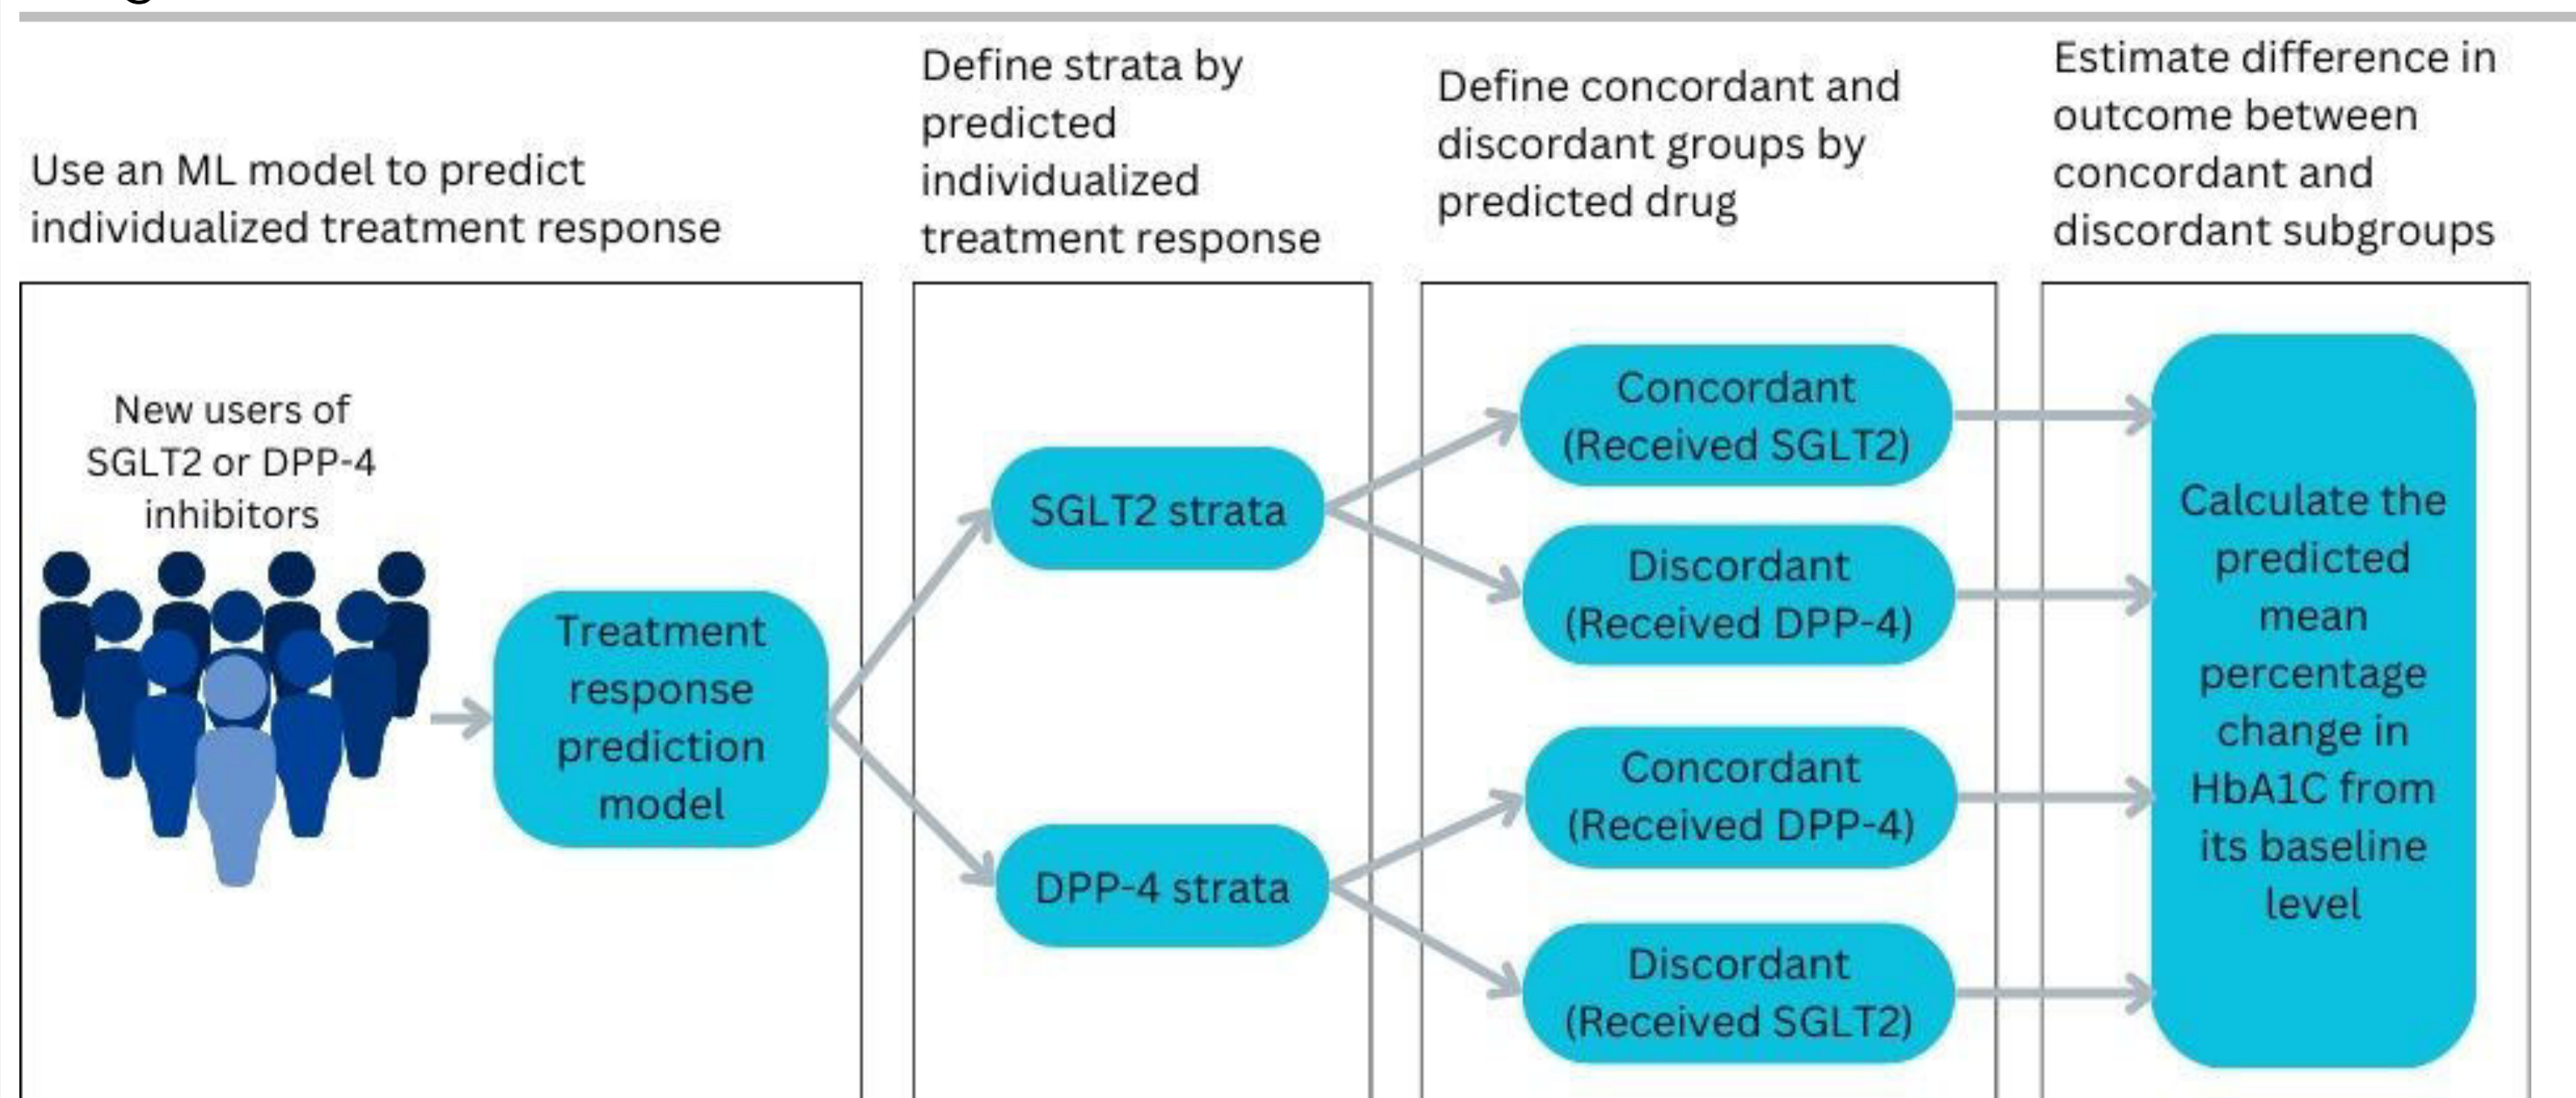 Use an ML model to predict
individualized treatment response
Define strata by
predicted
individualized
treatment response
Define concordant and
discordant groups by
predicted drug
Estimate difference in
outcome between
concordant and
discordant subgroups
New users of
SGLT2 or DPP-4
inhibitors
Treatment
response
prediction
model
SGLT2 strata
DPP-4 strata
Concordant
(Received SGLT2)
Discordant
(Received DPP-4)
Concordant
(Received DPP-4)
Discordant
(Received SGLT2)
Calculate the
predicted
mean
percentage
change in
HbA1C from
its baseline
level